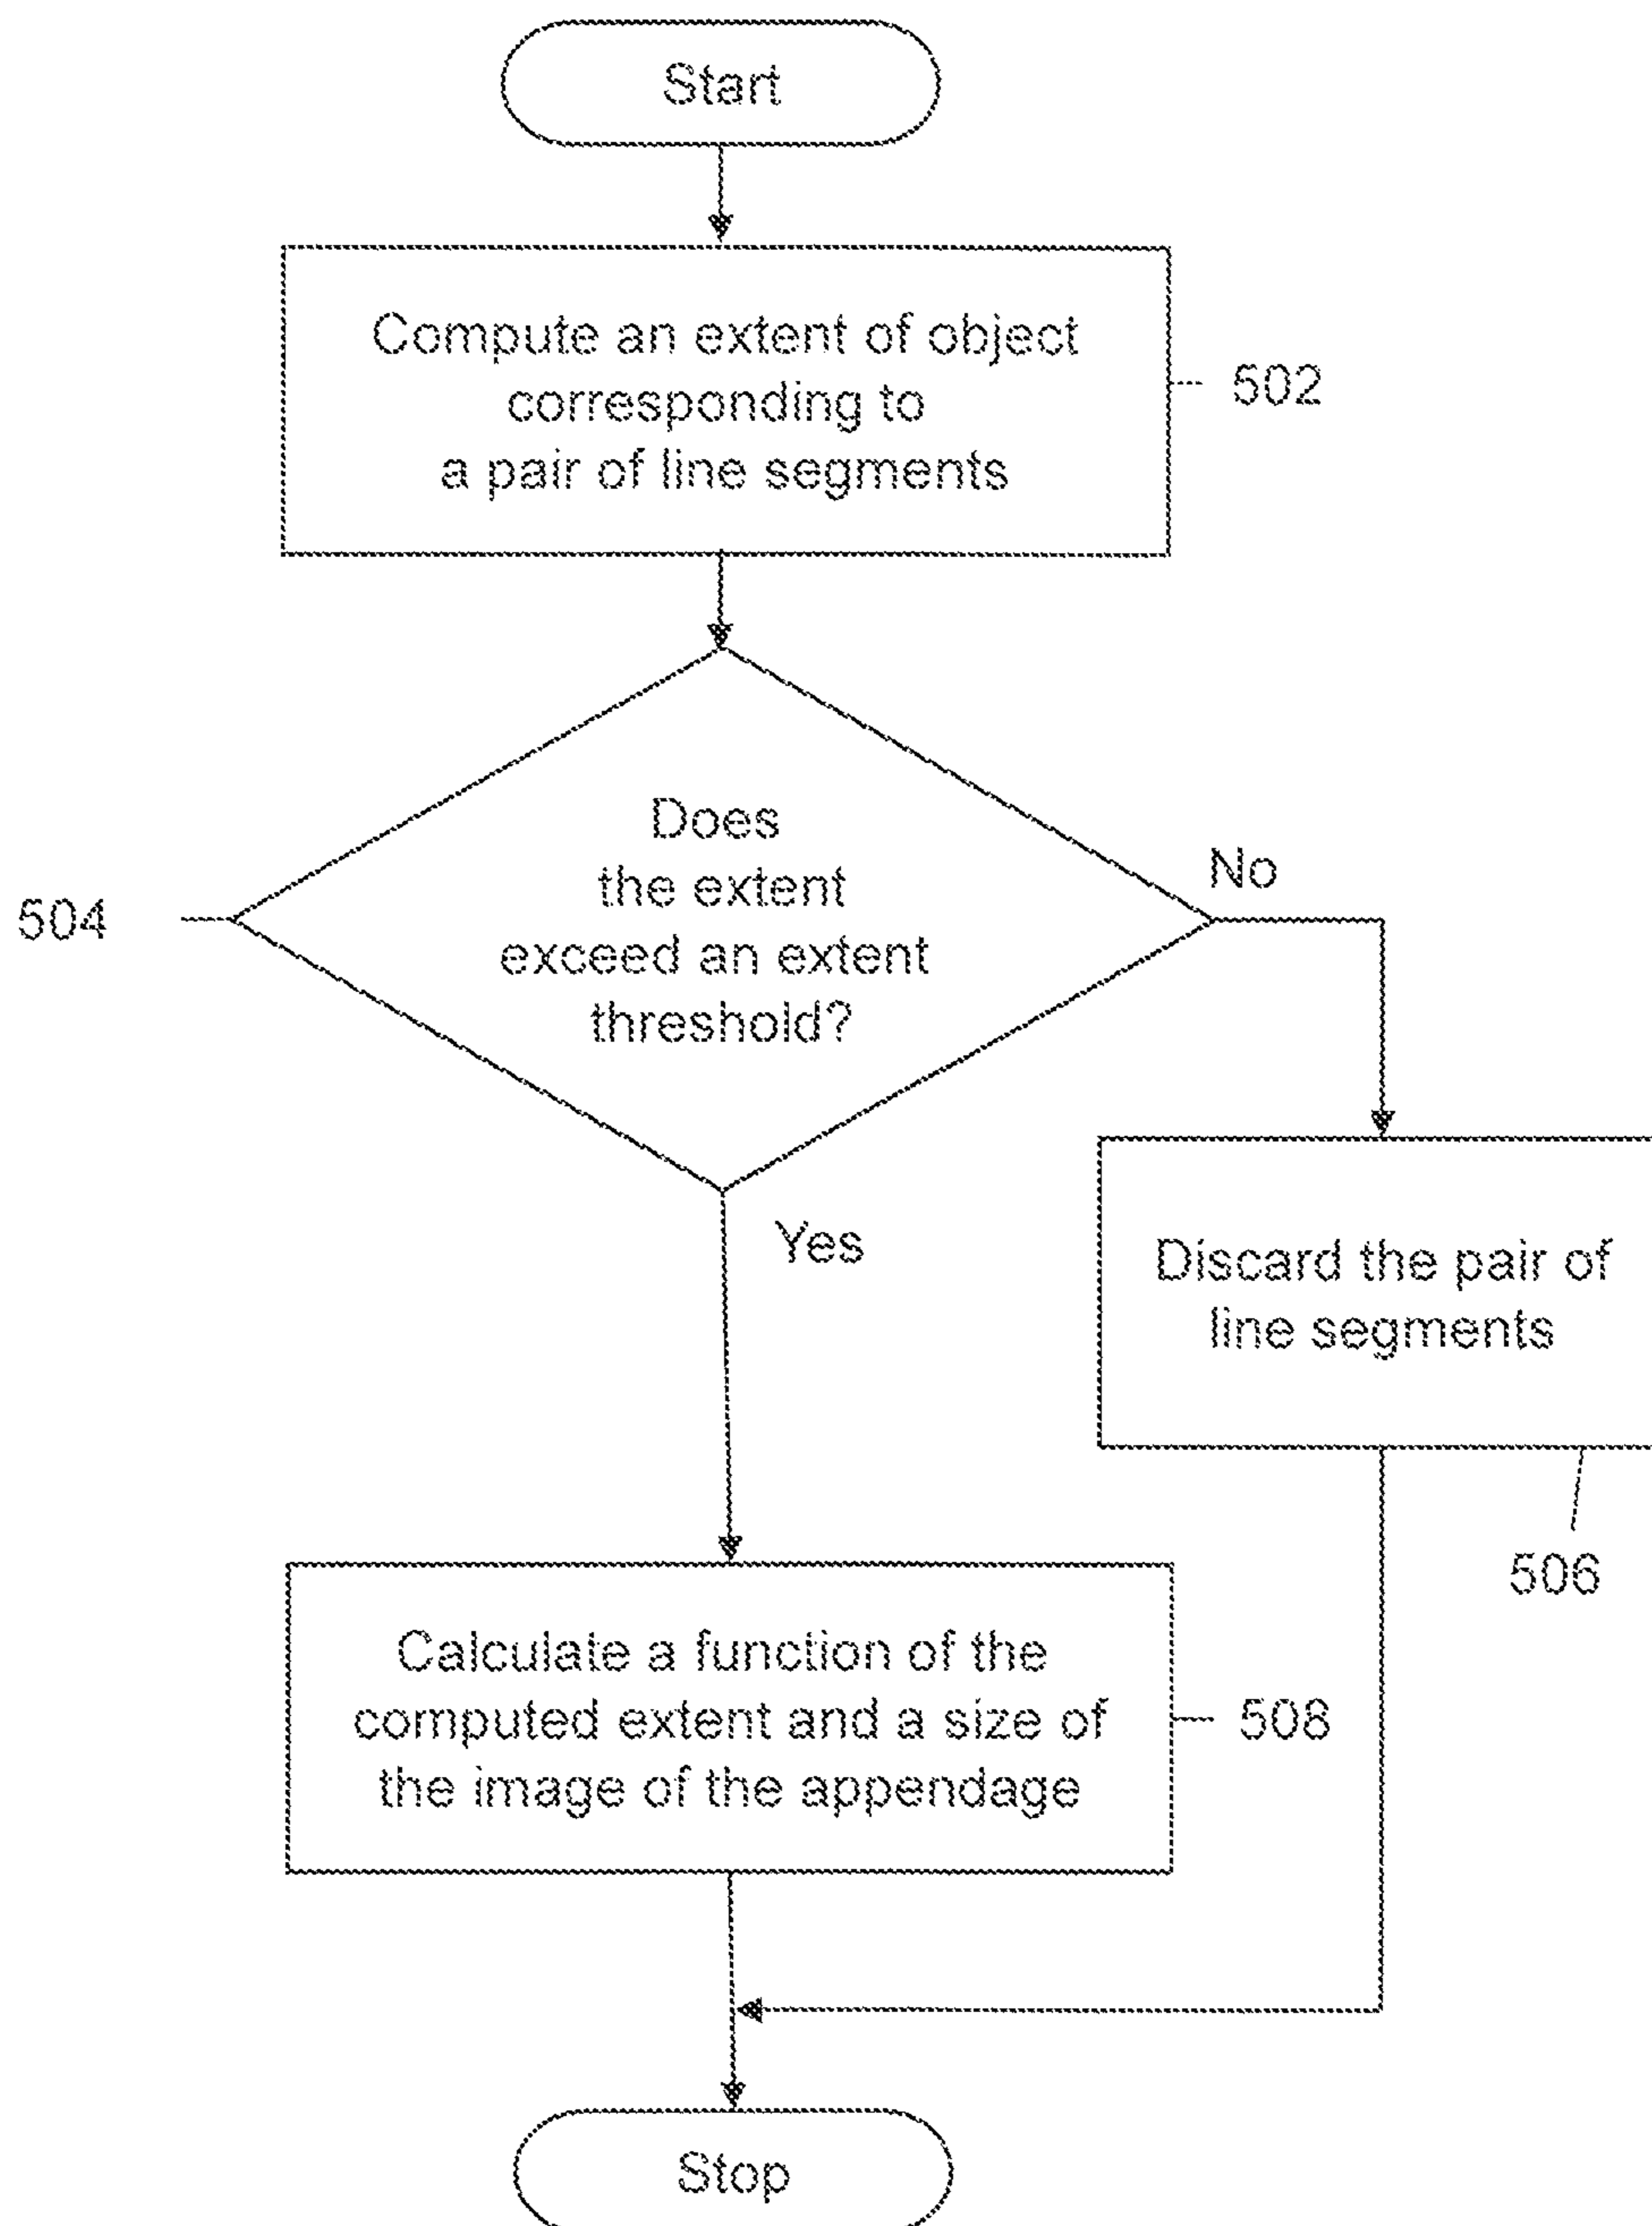 Start
Compute an extent of object
corresponding to
a pair of line segments
502
Does
the extent
exceed an extent
threshold?
504
No
Yes
Discard the pair of
line segments
506
Calculate a function of the
computed extent and a size of
the image of the appendage
508
Stop